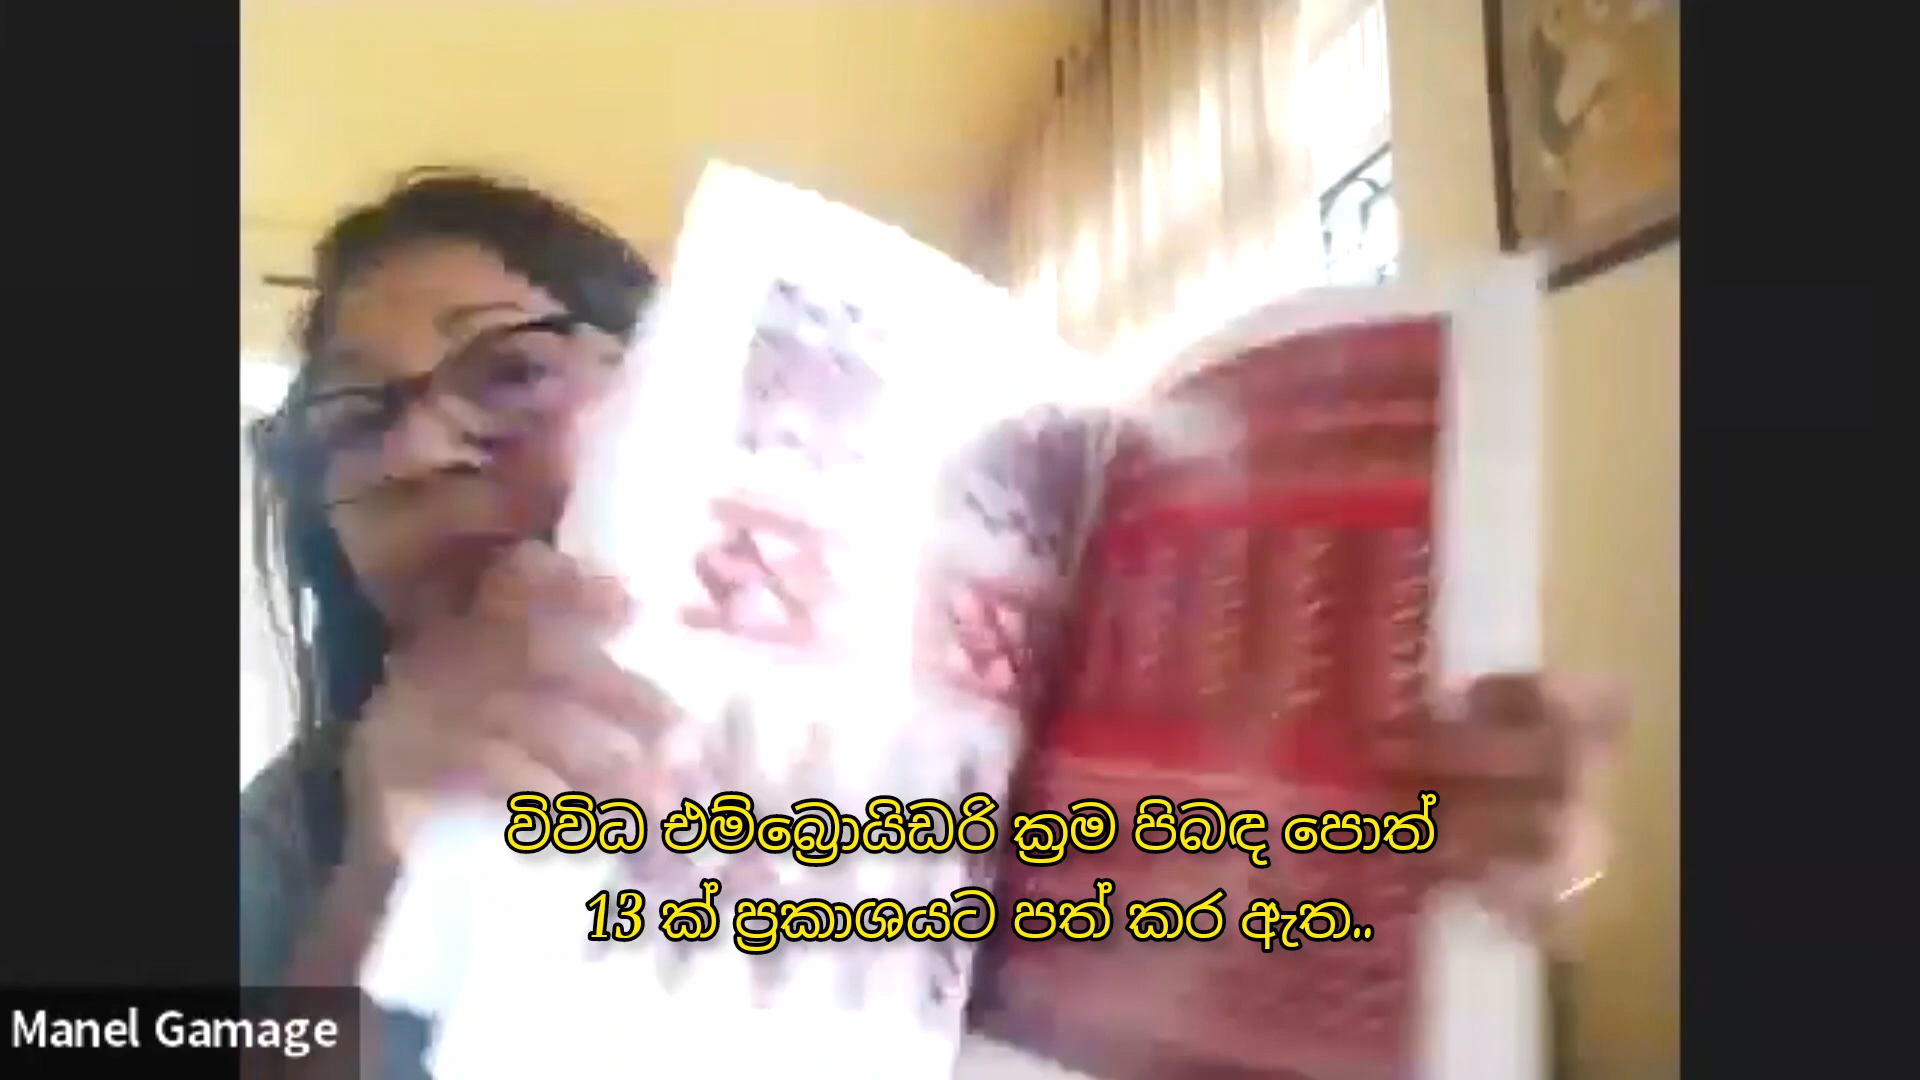 විවිධ එම්බ්‍රොයිඩරි ක්‍රම පිබඳ පොත්
13 ක් ප්‍රකාශයට පත් කර ඇත..
Manel Gamage